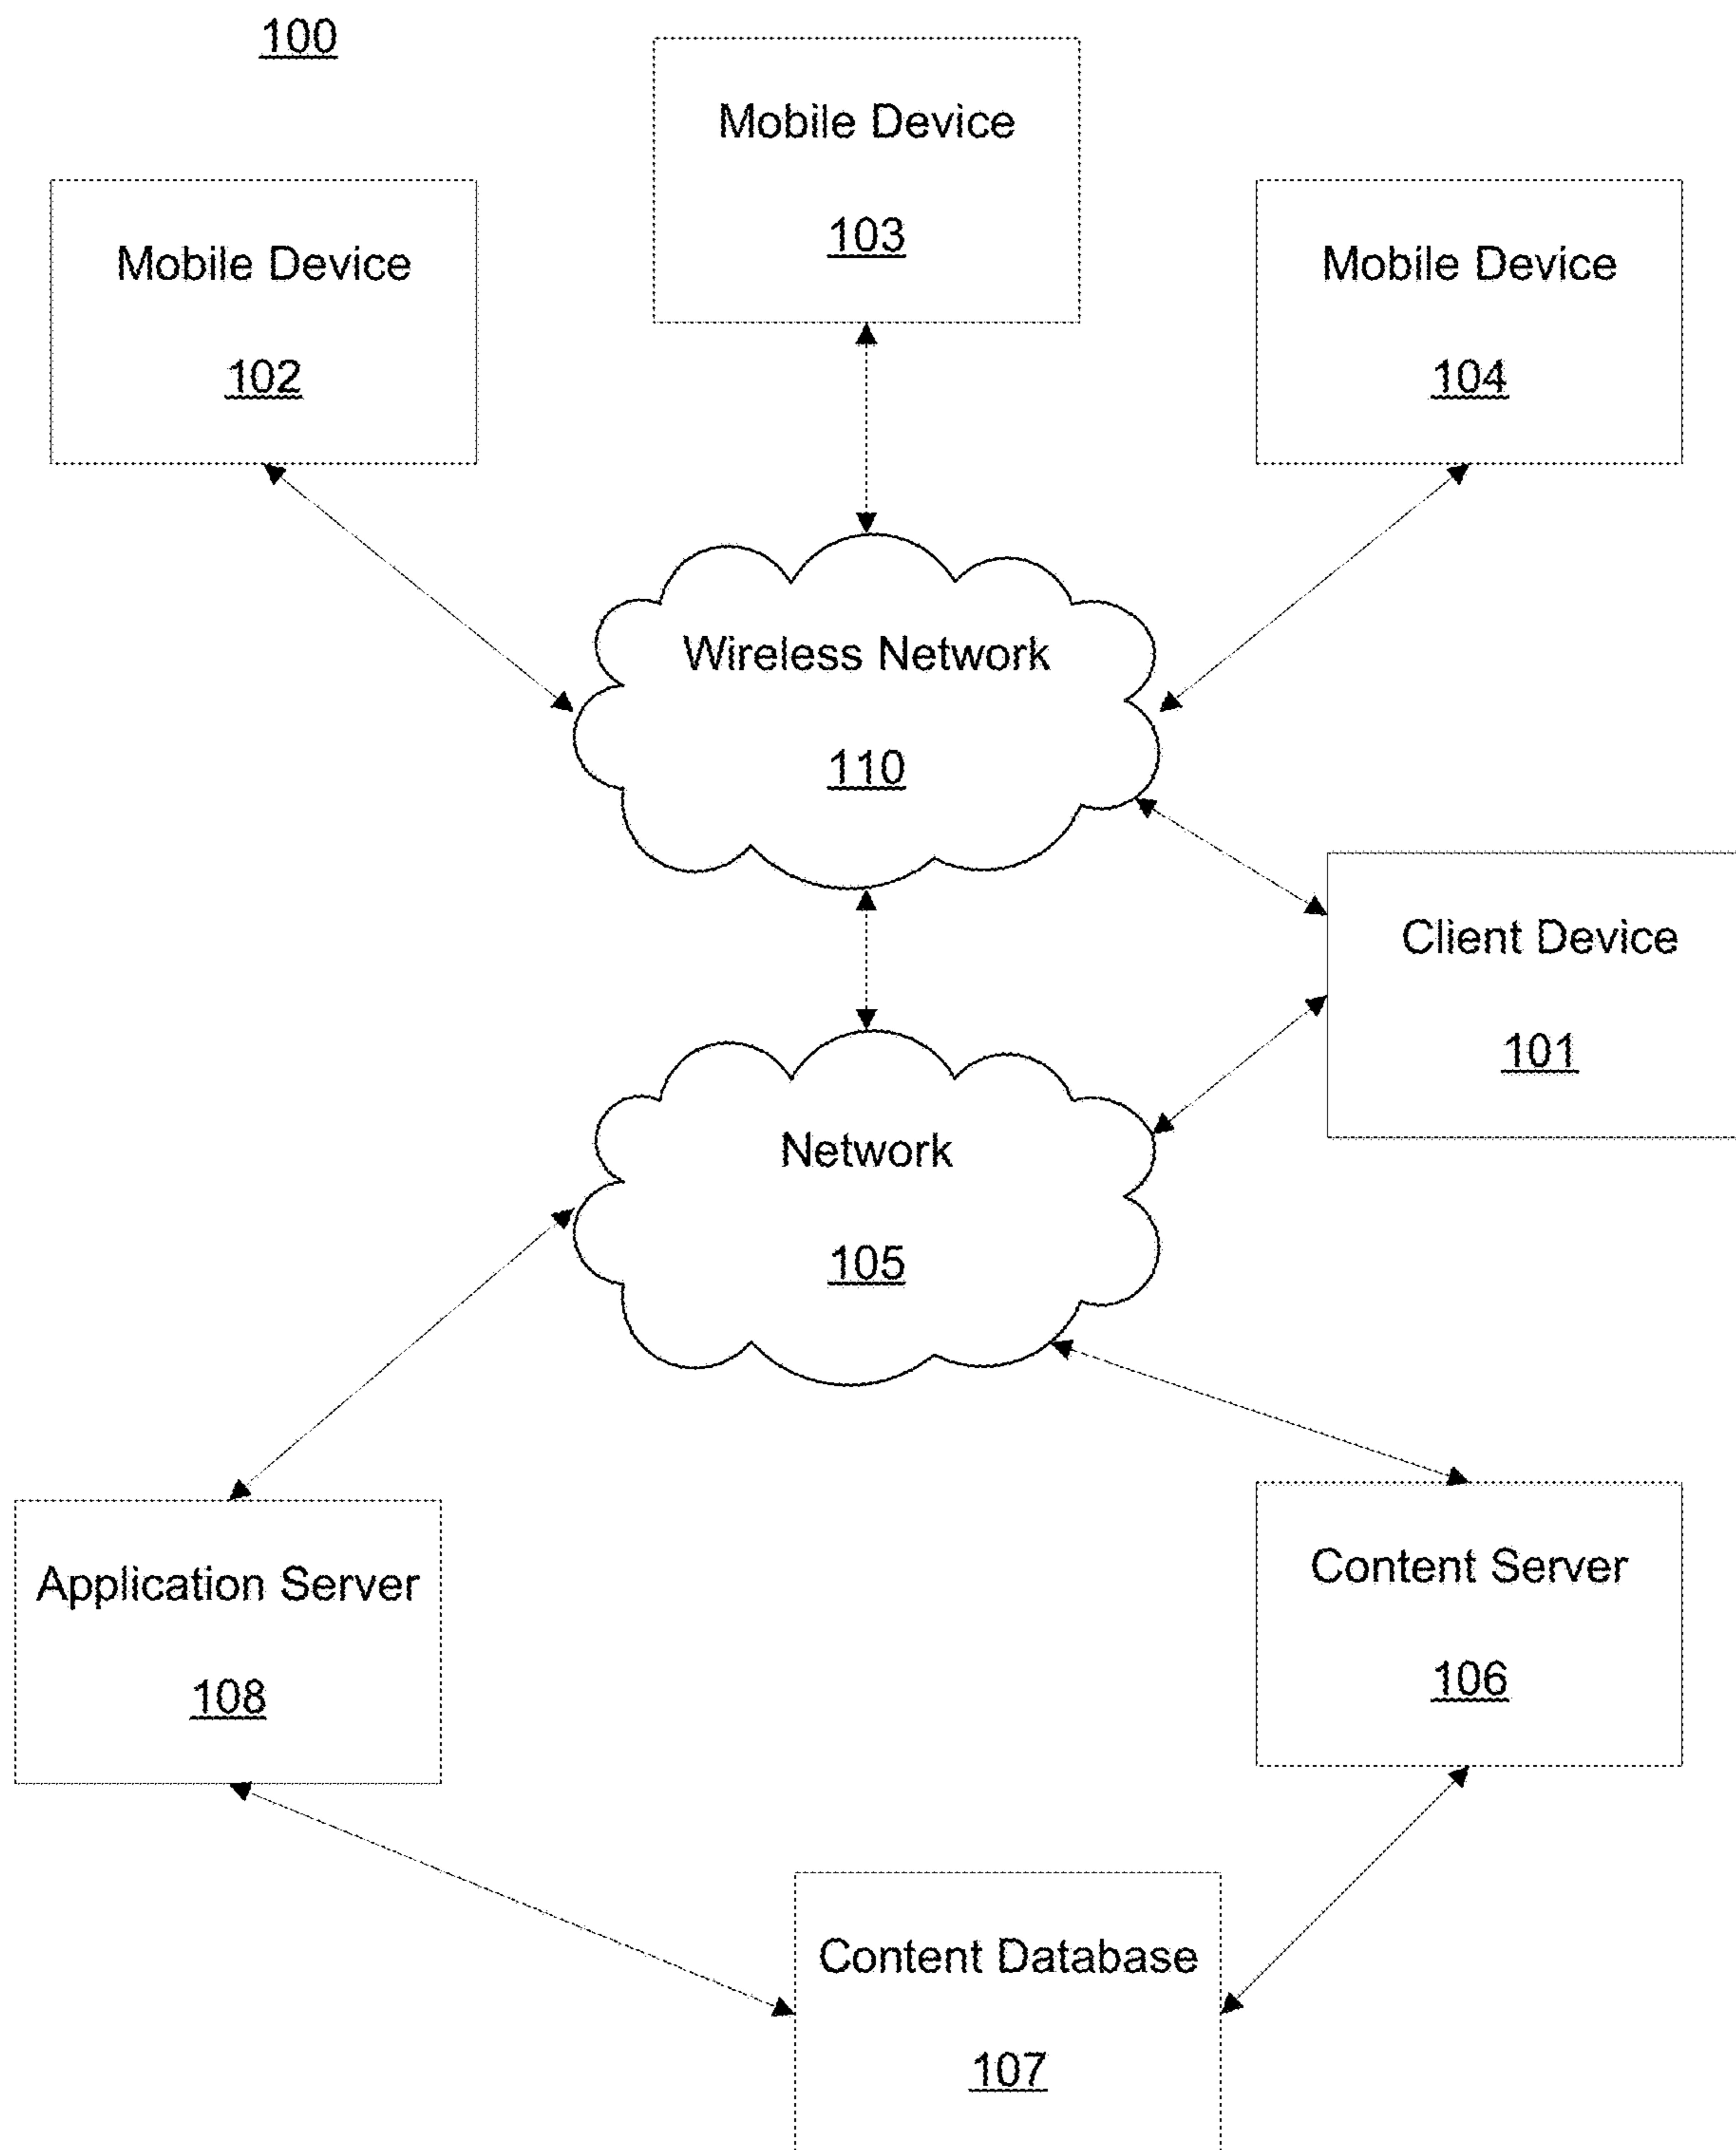 100
Mobile Device
103
Mobile Device
102
Mobile Device
104
Wireless Network
110
Client Device
101
Network
105
Application Server
108
Content Server
106
Content Database
107